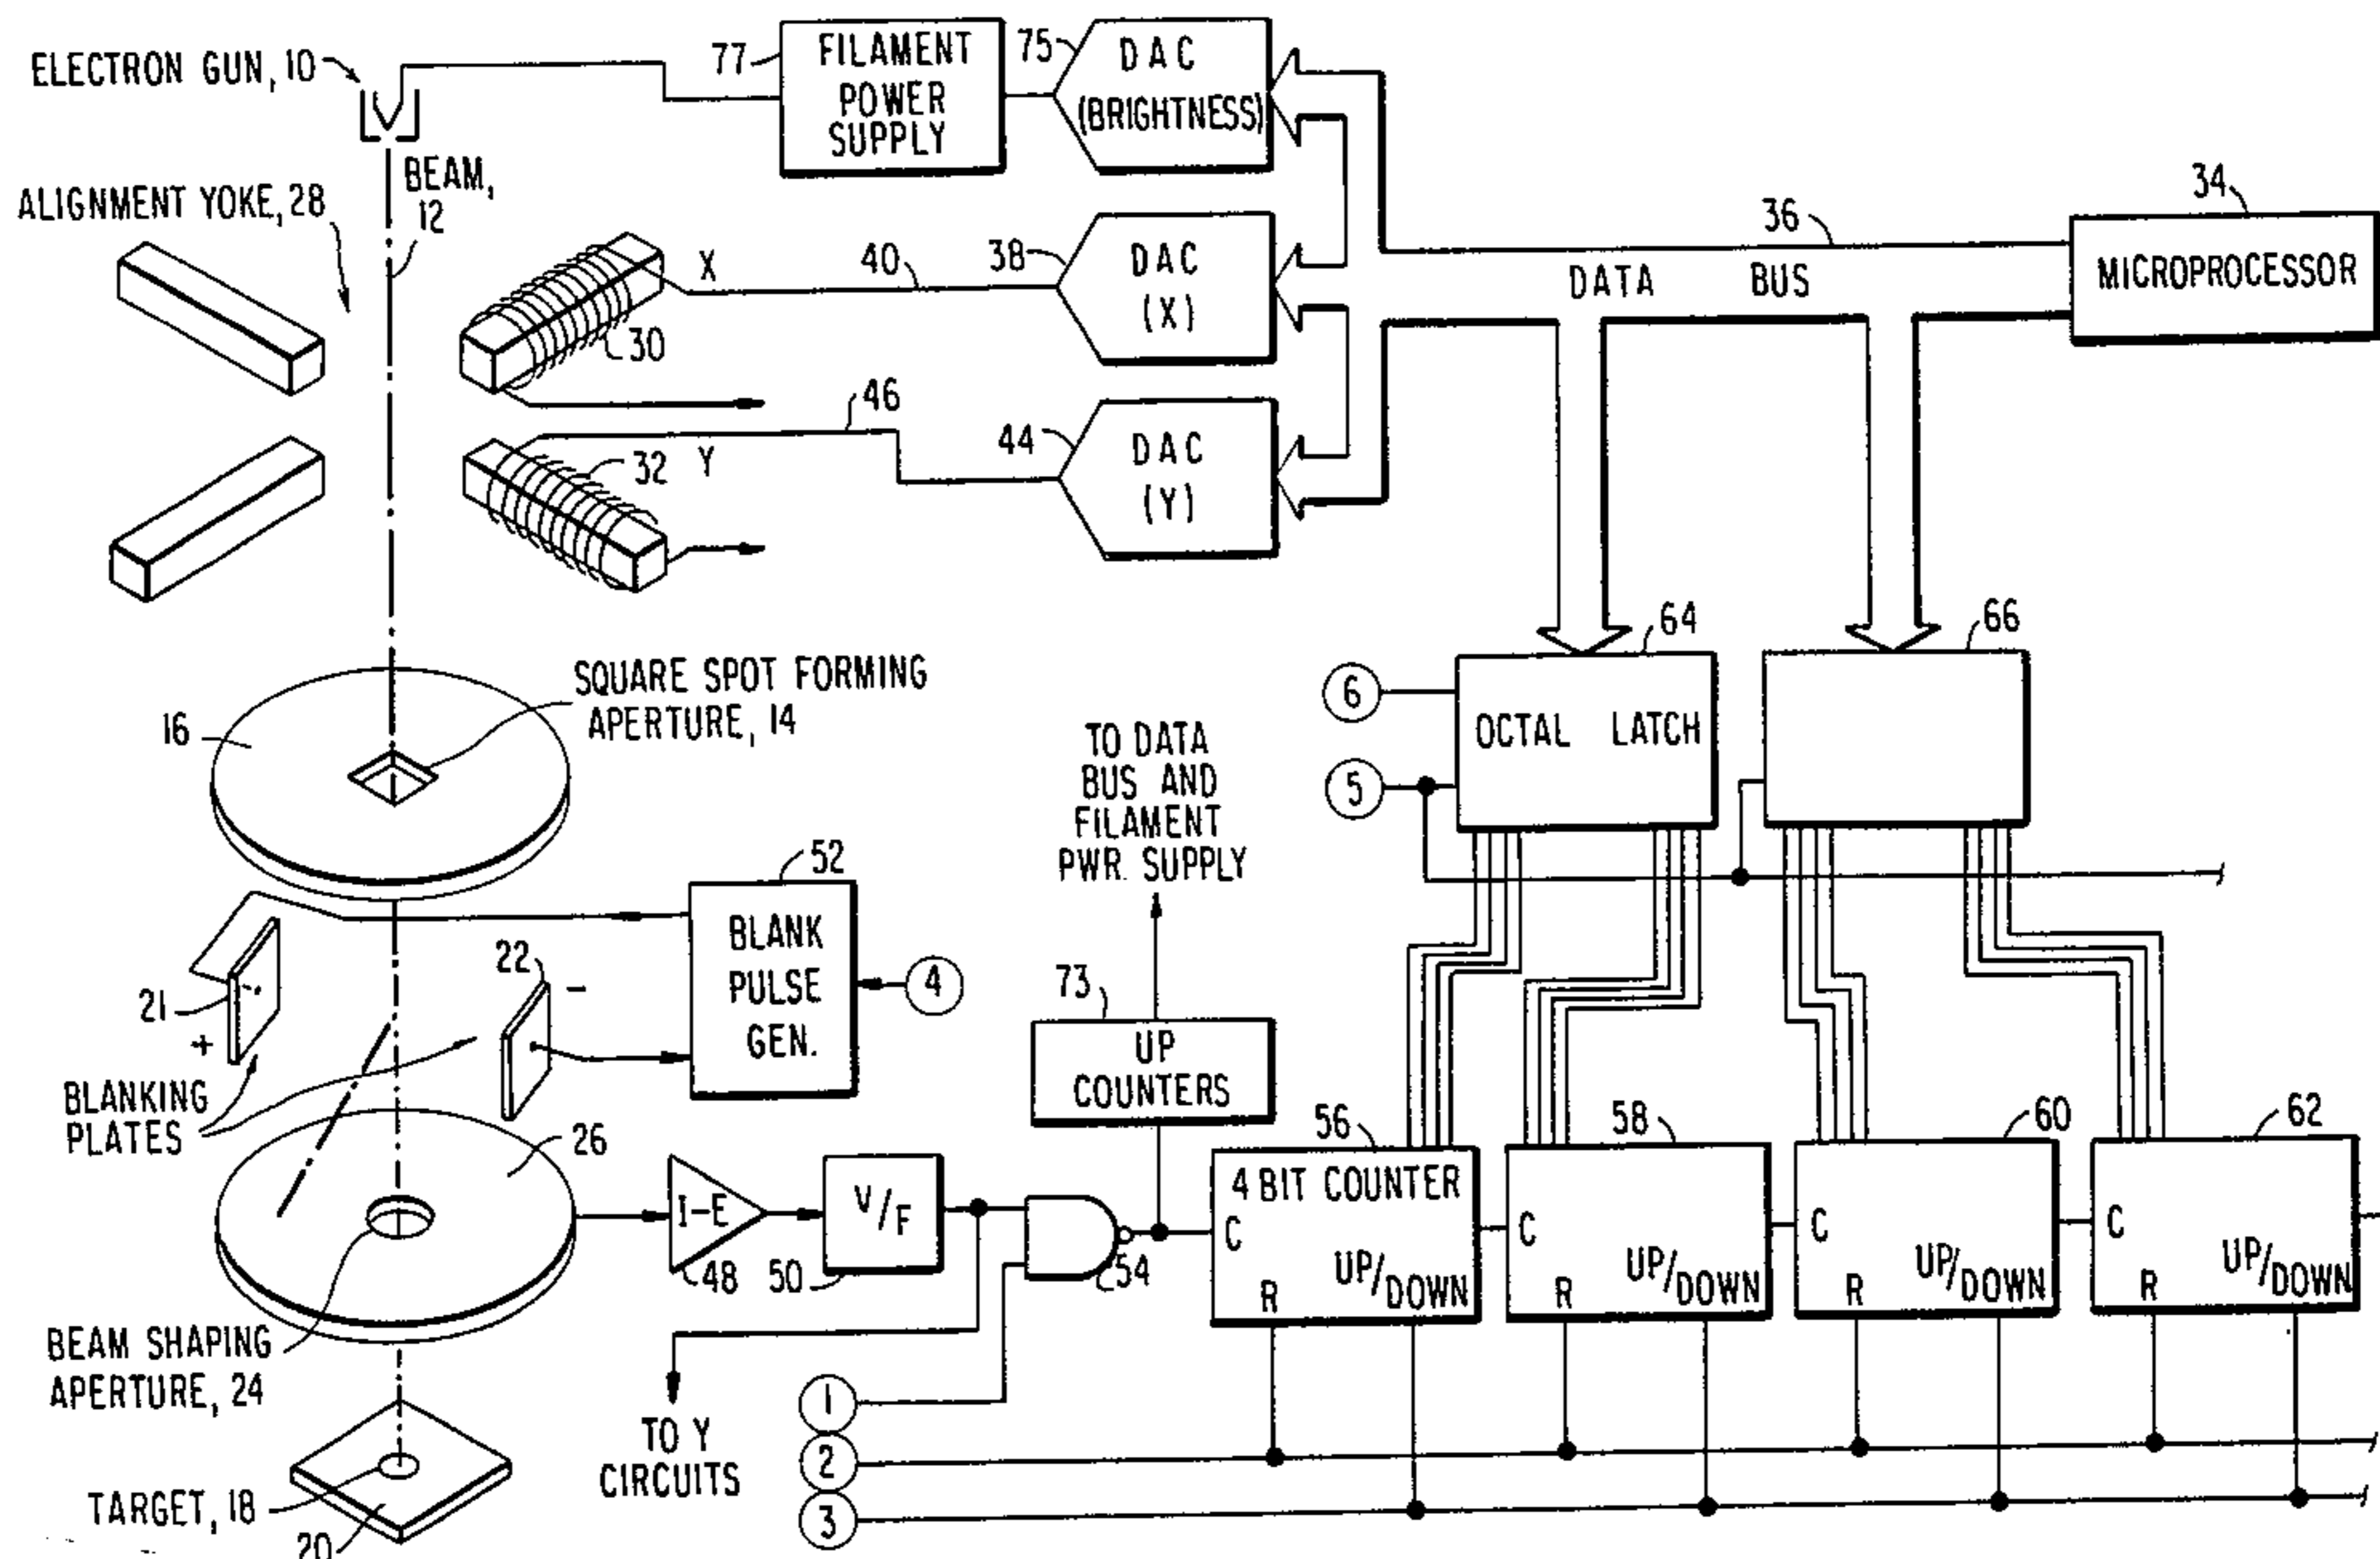 ELECTRON GUN, 10
77
FILAMENT
POWER
SUPPLY
75
DAC
(BRIGHTNESS)
BEAM,
12
ALIGNMENT YOKE, 28
X
30
40
38
DAC
(X)
36
DATA BUS
34
MICROPROCESSOR
46
32
Y
44
DAC
(Y)
64
66
6
5
OCTAL LATCH
SQUARE SPOT FORMING
APERTURE, 14
16
TO DATA
BUS AND
FILAMENT
PWR. SUPPLY
52
BLANK
PULSE
GEN.
4
21
+
22
-
BLANKING
PLATES
73
UP
COUNTERS
26
I-E
48
V/F
50
54
56
4 BIT COUNTER
C
R
UP/DOWN
58
C
R
UP/DOWN
60
C
R
UP/DOWN
62
C
R
UP/DOWN
BEAM SHAPING
APERTURE, 24
TO Y
CIRCUITS
1
2
3
TARGET, 18
20